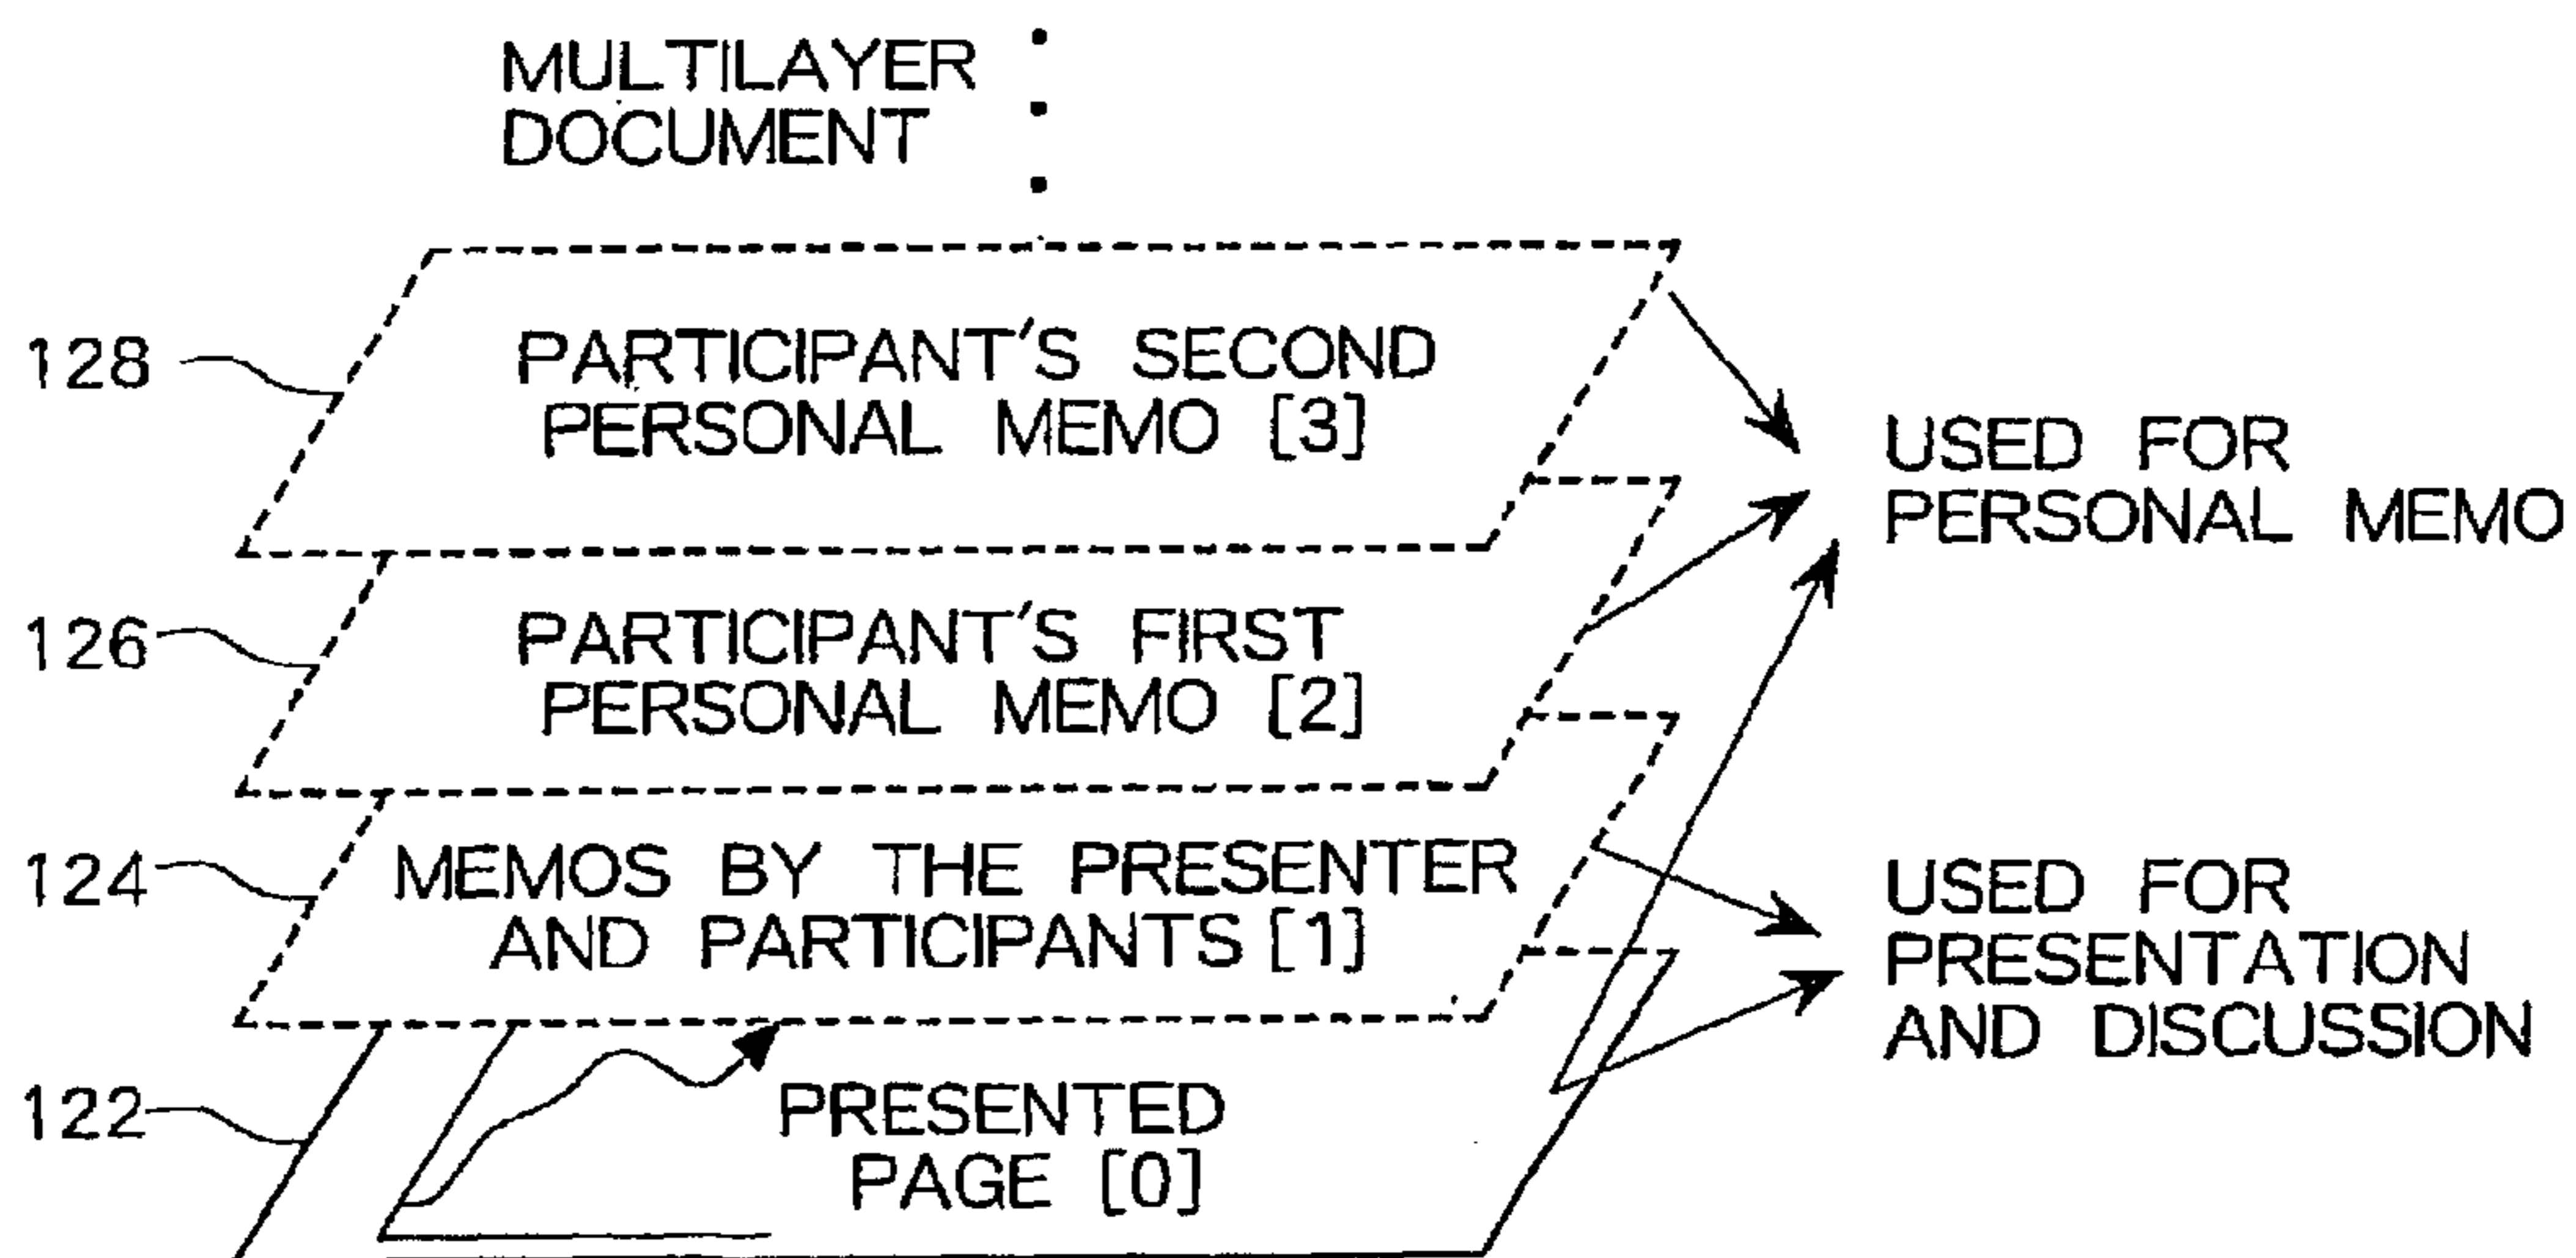 MULTILAYER
DOCUMENT
128
PARTICIPANT'S SECOND
PERSONAL MEMO [3]
USED FOR
PERSONAL MEMO
126
PARTICIPANT'S FIRST
PERSONAL MEMO [2]
124
MEMOS BY THE PRESENTER
AND PARTICIPANTS [1]
USED FOR
PRESENTATION
AND DISCUSSION
122
PRESENTED
PAGE [0]